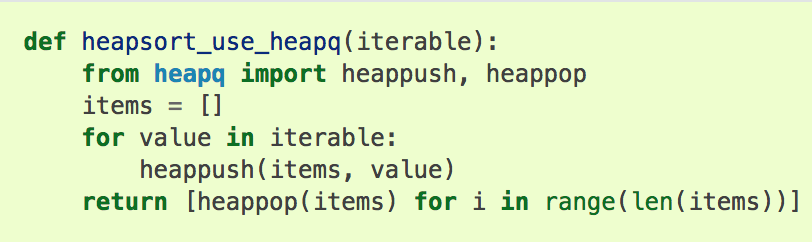 def heapsort_use_heapq(iterable):
    from heapq import heappush, heappop
    items = []
    for value in iterable:
        heappush(items, value)
    return [heappop(items) for i in range(len(items))]